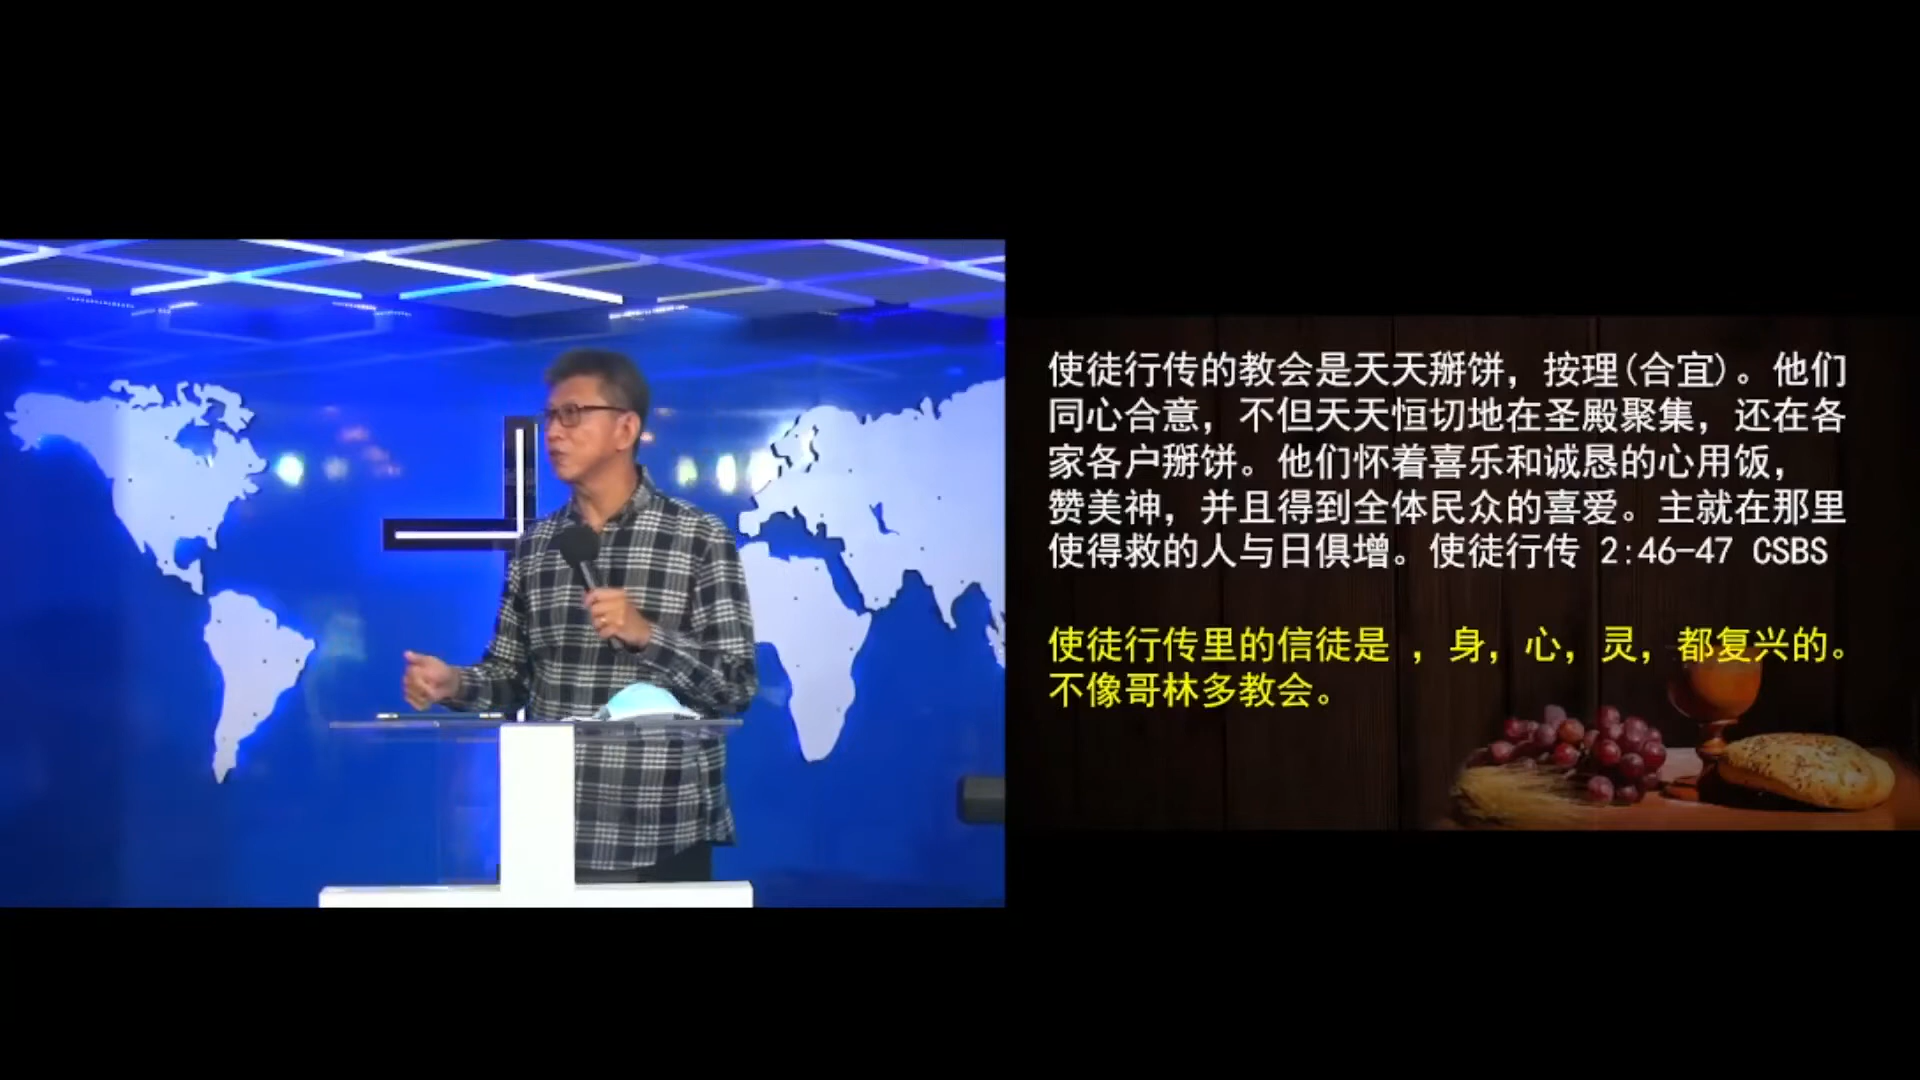 使徒行传的教会是天天掰饼，按理(合宜)。他们
同心合意，不但天天恒切地在圣殿聚集，还在各
家各户掰饼。他们怀着喜乐和诚恳的心用饭，
赞美神，并且得到全体民众的喜爱。主就在那里
使得救的人与日俱增。使徒行传 2:46-47 CSBS
使徒行传里的信徒是 ，身，心，灵，都复兴的。
不像哥林多教会。